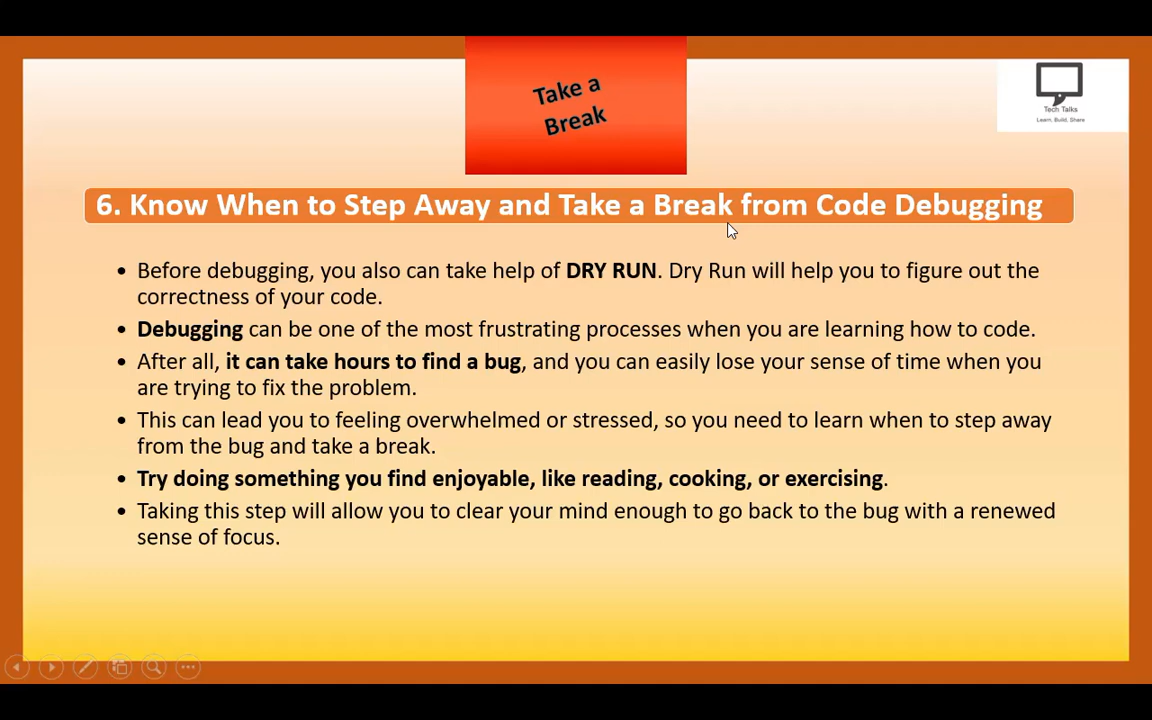 Take a
Break
Tech Talks
Learn, Build, Share
6. Know When to Step Away and Take a Break from Code Debugging
• Before debugging, you also can take help of DRY RUN. Dry Run will help you to figure out the
correctness of your code.
• Debugging can be one of the most frustrating processes when you are learning how to code.
• After all, it can take hours to find a bug, and you can easily lose your sense of time when you
are trying to fix the problem.
• This can lead you to feeling overwhelmed or stressed, so you need to learn when to step away
from the bug and take a break.
• Try doing something you find enjoyable, like reading, cooking, or exercising.
• Taking this step will allow you to clear your mind enough to go back to the bug with a renewed
sense of focus.